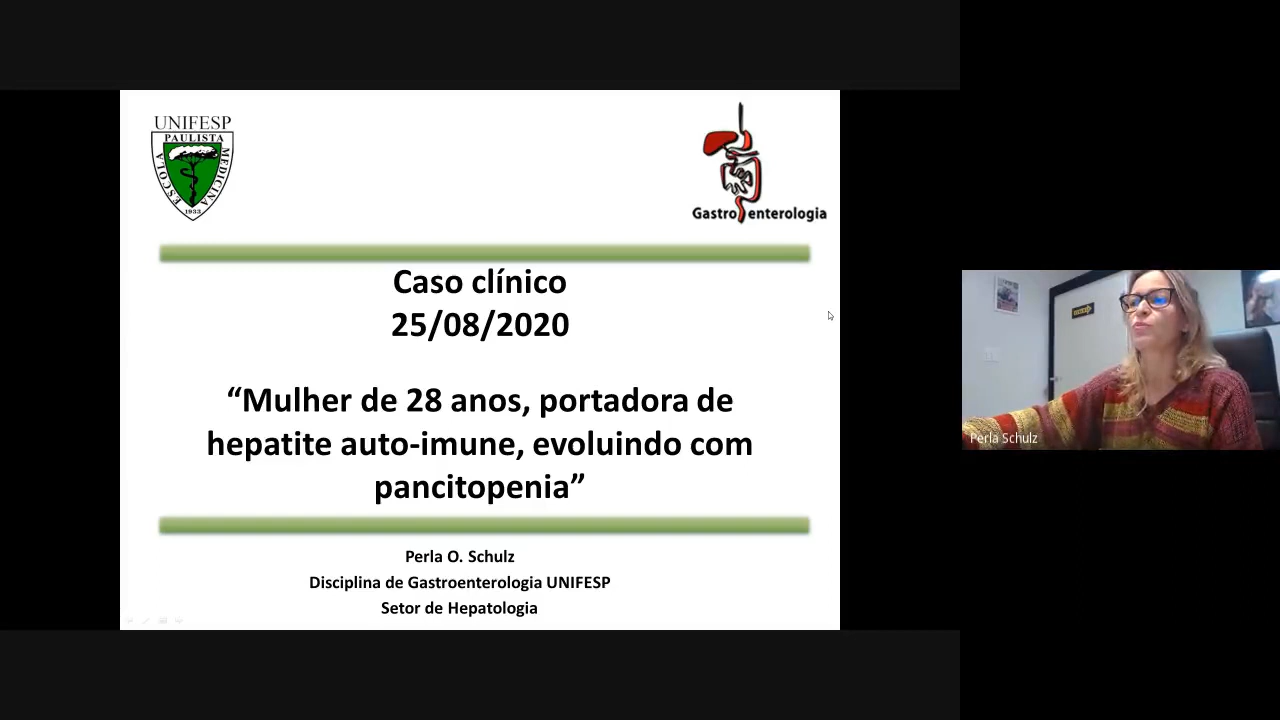 UNIFESP
PAULISTA
ESCOLA
MEDICINA
1933
Gastroenterologia
Caso clínico
25/08/2020
“Mulher de 28 anos, portadora de
hepatite auto-imune, evoluindo com
pancitopenia”
Perla O. Schulz
Disciplina de Gastroenterologia UNIFESP
Setor de Hepatologia
Perla Schulz